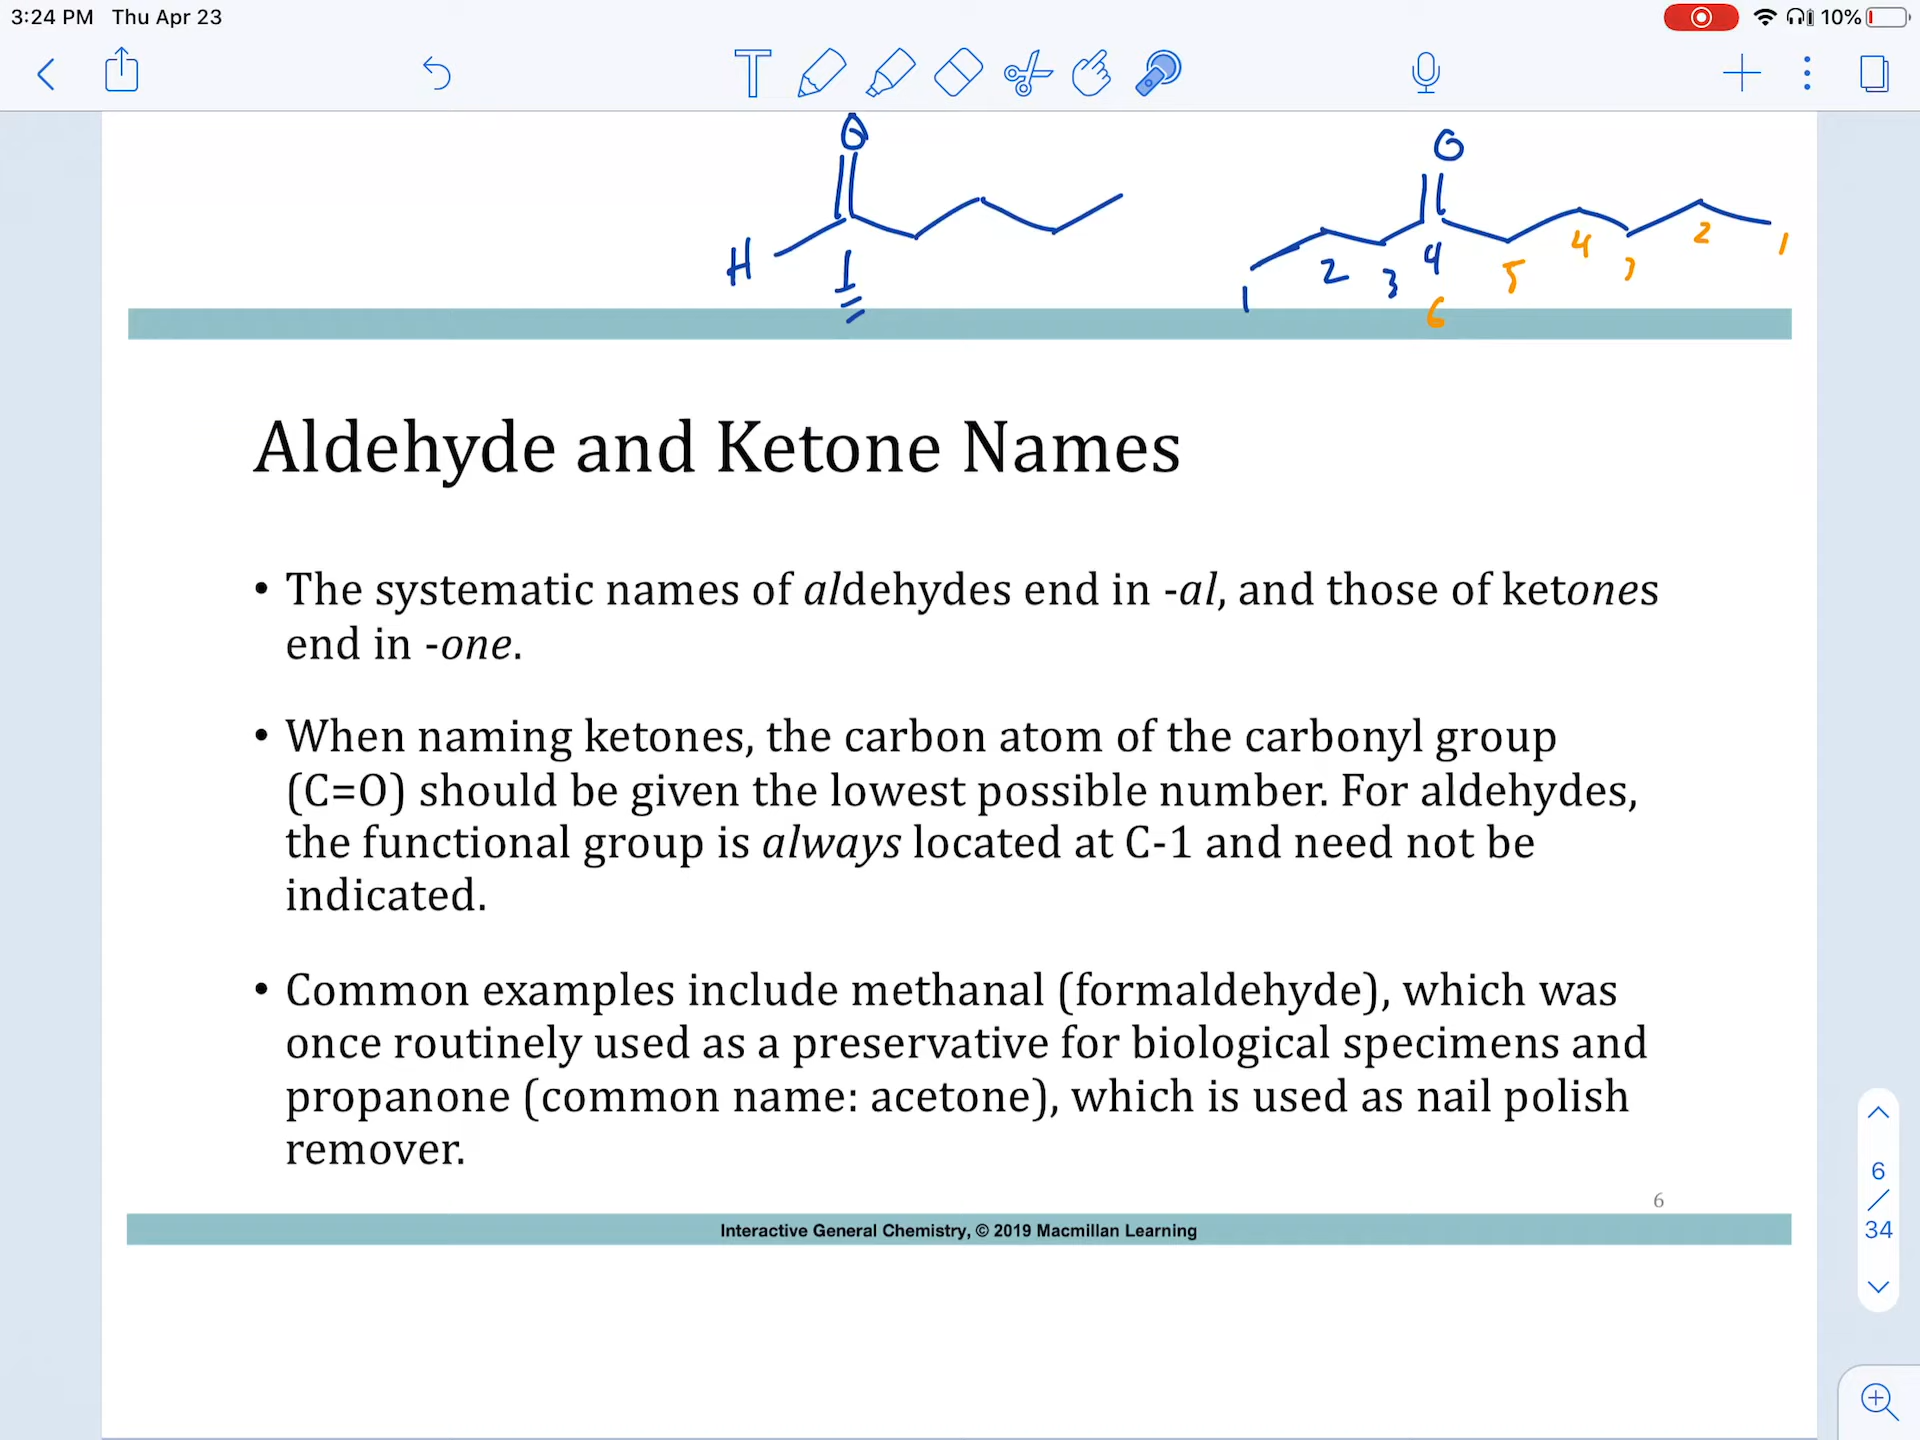 3:24 PM Thu Apr 23
10%
O
O
H
1
1 2 3 4
6 5 4 3 2 1
Aldehyde and Ketone Names
• The systematic names of aldehydes end in -al, and those of ketones
end in -one.
• When naming ketones, the carbon atom of the carbonyl group
(C=O) should be given the lowest possible number. For aldehydes,
the functional group is always located at C-1 and need not be
indicated.
• Common examples include methanal (formaldehyde), which was
once routinely used as a preservative for biological specimens and
propanone (common name: acetone), which is used as nail polish
remover.
6
Interactive General Chemistry, © 2019 Macmillan Learning
6
/
34